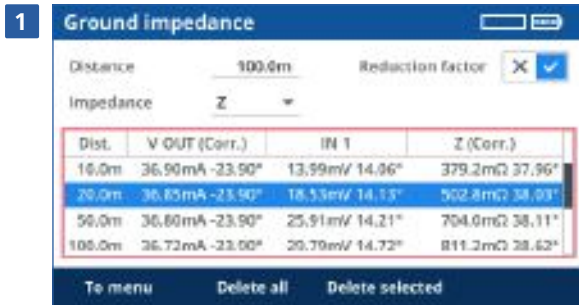 1
Ground impedance
Distance 100.0m Reduction factor
Impedance Z
Dist. V OUT (Corr.) IN 1 Z (Corr.)
10.0m 36.90mA -23.90° 13.99mV 14.06° 379.2mΩ 37.96°
20.0m 36.85mA -23.90° 18.53mV 14.13° 502.8mΩ 38.03°
50.0m 36.80mA -23.90° 25.91mV 14.21° 704.0mΩ 38.11°
100.0m 36.72mA -23.90° 29.79mV 14.72° 811.2mΩ 38.62°
To menu Delete all Delete selected